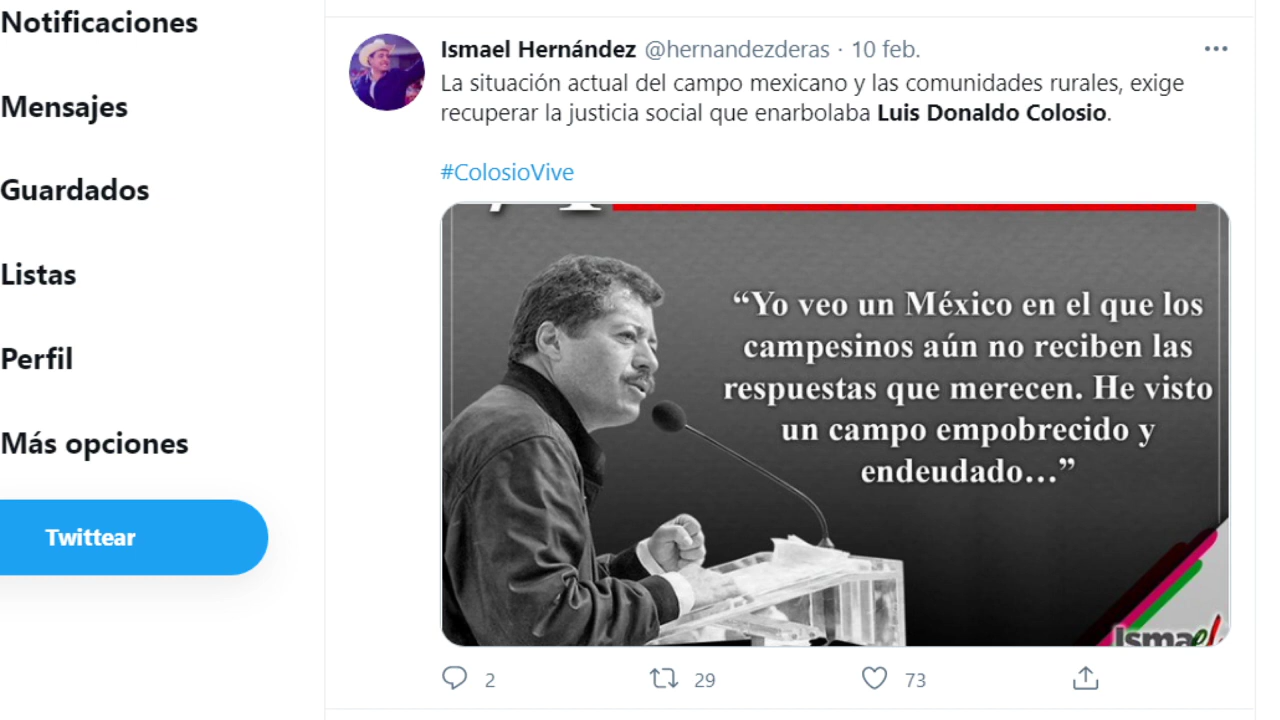 Notificaciones
Mensajes
Guardados
Listas
Perfil
Más opciones
Twittear
Ismael Hernández @hernandezderas · 10 feb.
La situación actual del campo mexicano y las comunidades rurales, exige
recuperar la justicia social que enarbolaba Luis Donaldo Colosio.
#ColosioVive
“Yo veo un México en el que los
campesinos aún no reciben las
respuestas que merecen. He visto
un campo empobrecido y
endeudado…”
Ismael
2 29 73